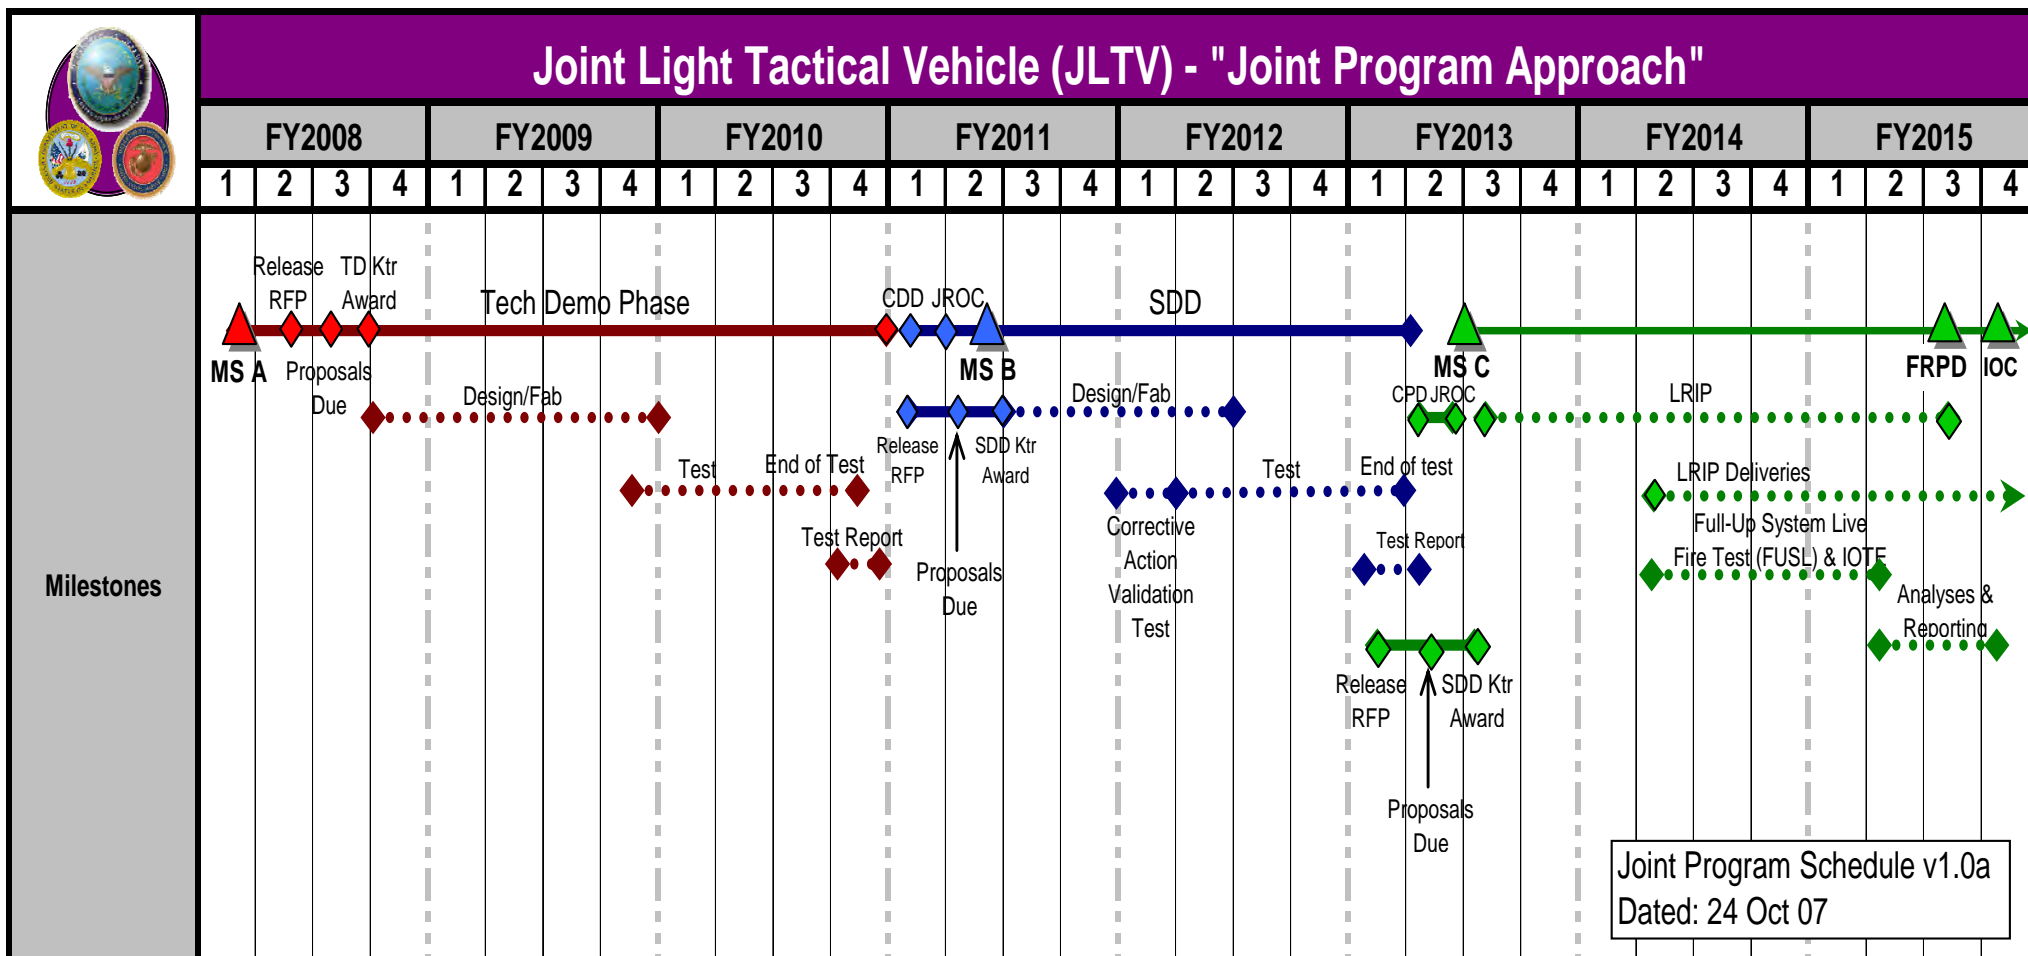 Joint Light Tactical Vehicle (JLTV) - "Joint Program Approach"
FY2008 FY2009 FY2010 FY2011 FY2012 FY2013 FY2014 FY2015
1 2 3 4 1 2 3 4 1 2 3 4 1 2 3 4 1 2 3 4 1 2 3 4 1 2 3 4 1 2 3 4
Milestones
Release
RFP
TD Ktr
Award
Tech Demo Phase
CDD JROC
SDD
MS A
Proposals
Due
MS B
MS C
FRPD
IOC
Design/Fab
Design/Fab
CPD JROC
LRIP
Release
RFP
SDD Ktr
Award
Test
End of Test
Test
End of test
LRIP Deliveries
Test Report
Proposals
Due
Corrective
Action
Validation
Test
Test Report
Full-Up System Live
Fire Test (FUSL) & IOTE
Analyses &
Reporting
Release
RFP
SDD Ktr
Award
Proposals
Due
Joint Program Schedule v1.0a
Dated: 24 Oct 07